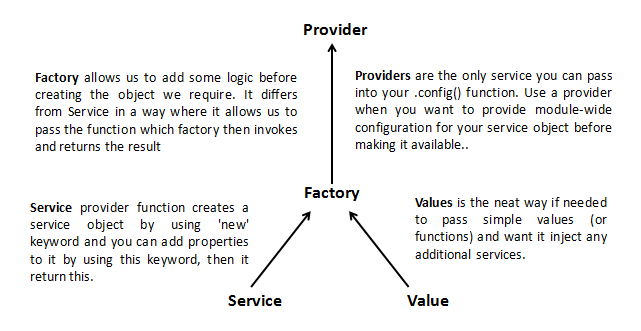 Provider
Factory allows us to add some logic before
creating the object we require. It differs
from Service in a way where it allows us to
pass the function which factory then invokes
and returns the result
Providers are the only service you can pass
into your .config() function. Use a provider
when you want to provide module-wide
configuration for your service object before
making it available..
Factory
Service provider function creates a
service object by using 'new'
keyword and you can add properties
to it by using this keyword, then it
return this.
Values is the neat way if needed
to pass simple values (or
functions) and want it inject any
additional services.
Service
Value